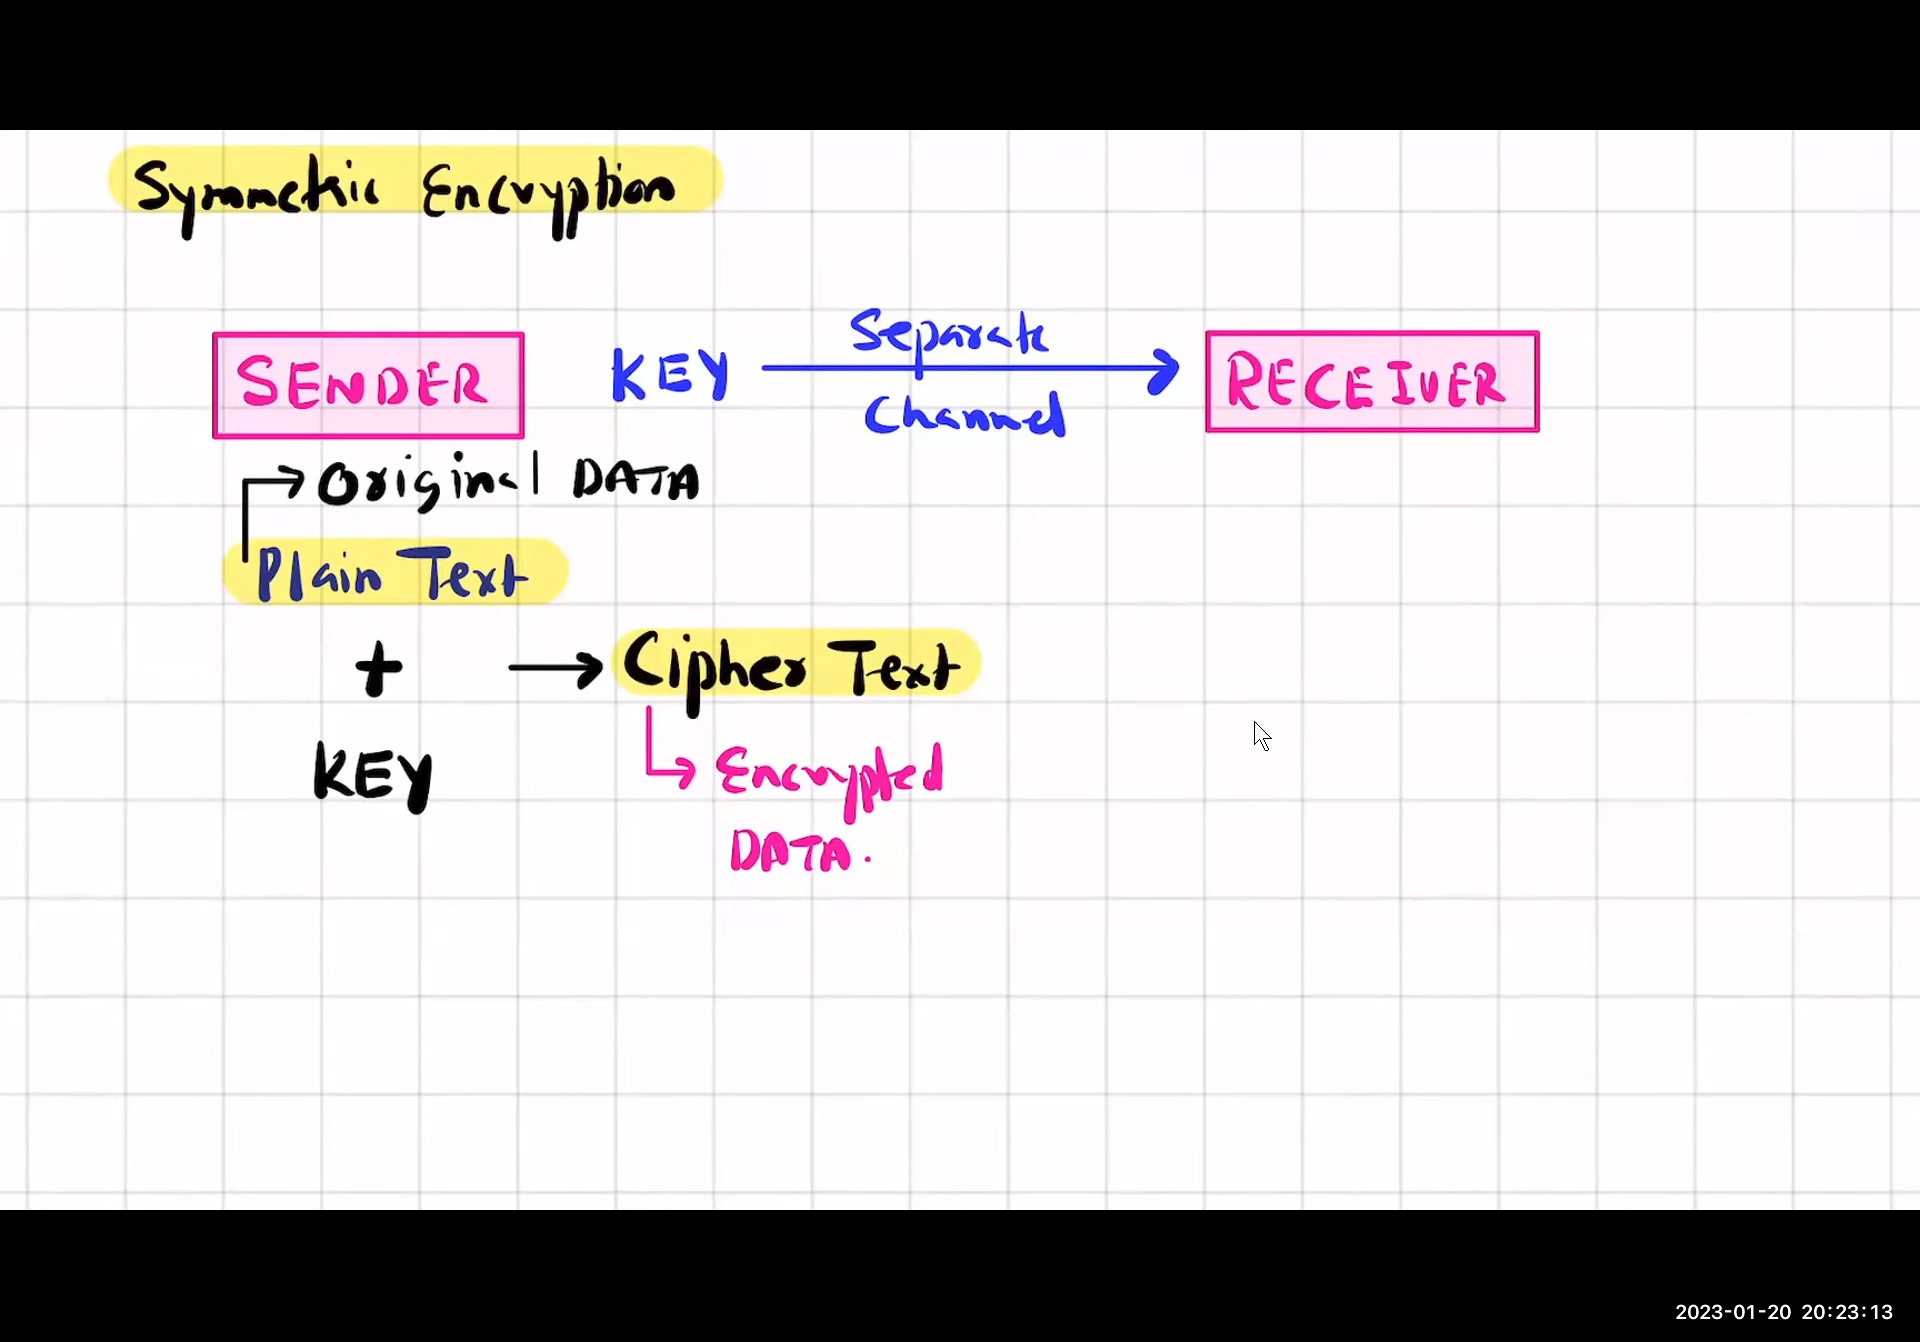 Symmetric Encryption
SENDER KEY Separate Channel RECEIVER
Original DATA
Plain Text
+ → Cipher Text
KEY Encrypted
DATA.
2023-01-20 20:23:13